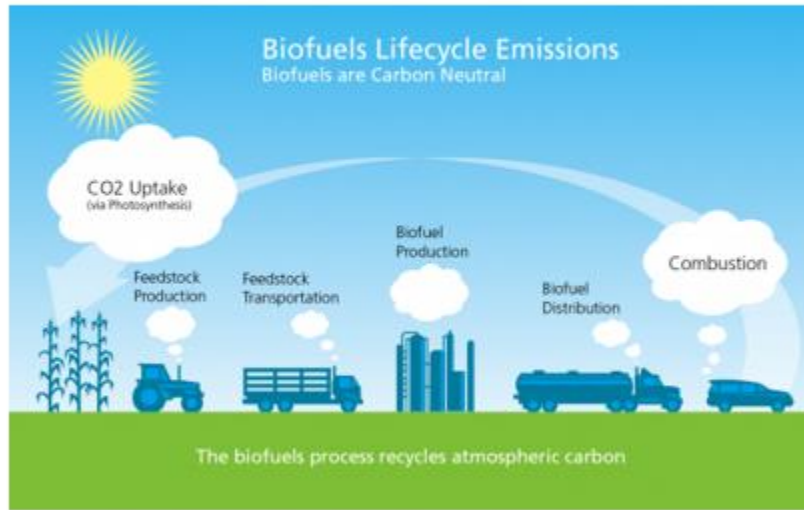 Biofuels Lifecycle Emissions
Biofuels are Carbon Neutral
CO2 Uptake
(via Photosynthesis)
Feedstock
Production
Feedstock
Transportation
Biofuel
Production
Biofuel
Distribution
Combustion
The biofuels process recycles atmospheric carbon